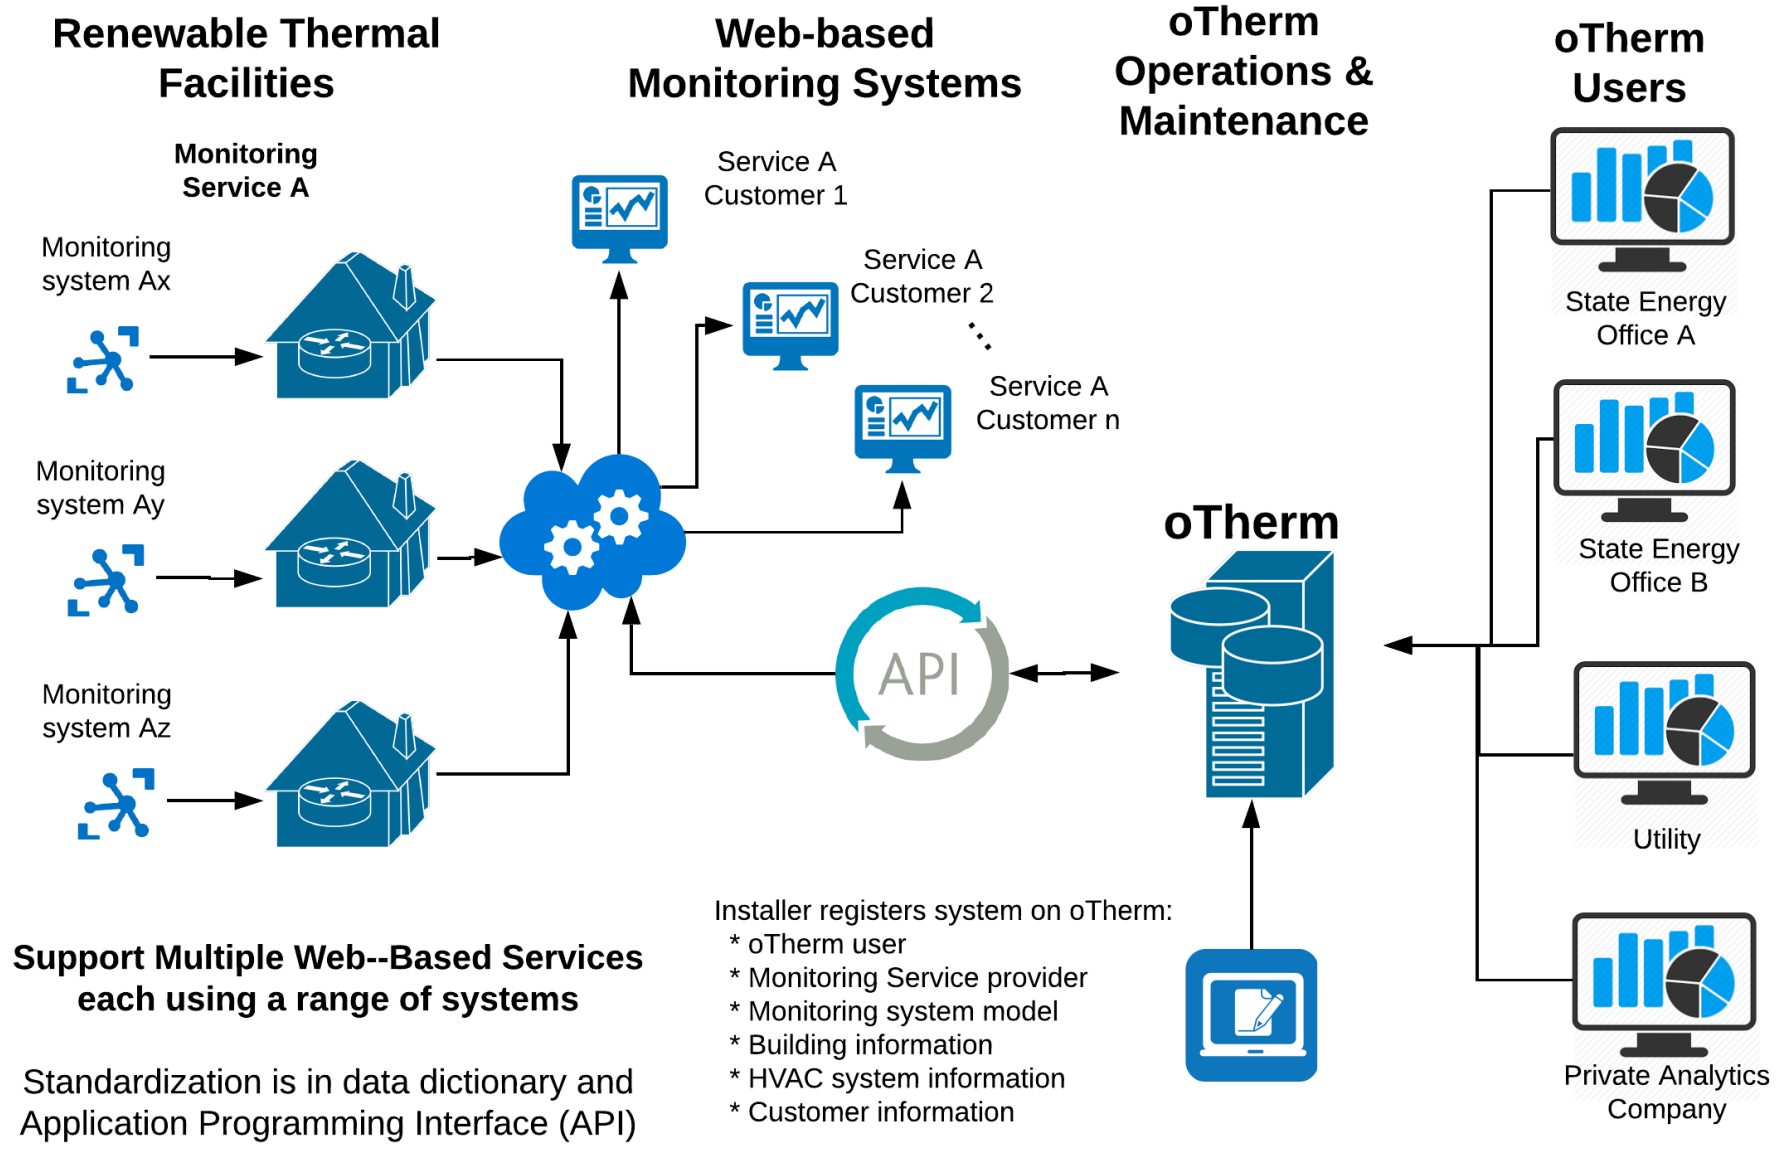 Renewable Thermal
Facilities
Web-based
Monitoring Systems
oTherm
Operations &
Maintenance
oTherm
Users
Monitoring
Service A
Monitoring
system Ax
Monitoring
system Ay
Monitoring
system Az
Service A
Customer 1
Service A
Customer 2
Service A
Customer n
API
oTherm
State Energy
Office A
State Energy
Office B
Utility
Private Analytics
Company
Support Multiple Web--Based Services
each using a range of systems
Standardization is in data dictionary and
Application Programming Interface (API)
Installer registers system on oTherm:
* oTherm user
* Monitoring Service provider
* Monitoring system model
* Building information
* HVAC system information
* Customer information